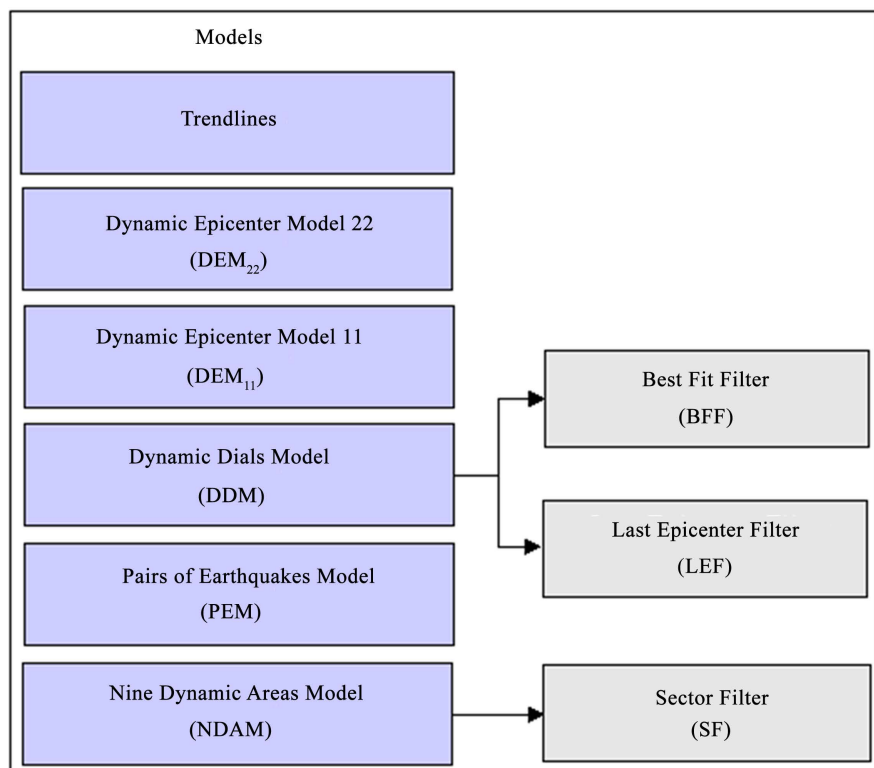 Models
Trendlines
Dynamic Epicenter Model 22
(DEM22)
Dynamic Epicenter Model 11
(DEM11)
Dynamic Dials Model
(DDM)
Pairs of Earthquakes Model
(PEM)
Nine Dynamic Areas Model
(NDAM)
Best Fit Filter
(BFF)
Last Epicenter Filter
(LEF)
Sector Filter
(SF)